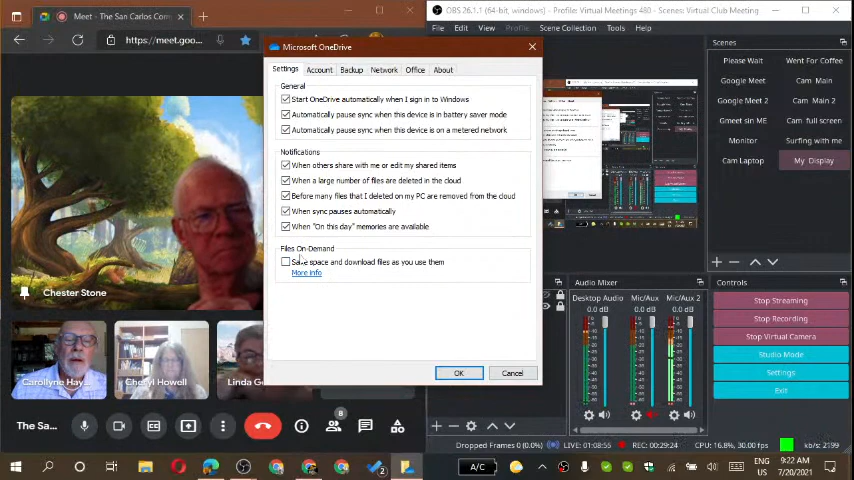 Meet - The San Carlos Com
https://meet.goo...
Chester Stone
Carollyne Hay...
Cheryl Howell
Linda G
The Sa...
8
Microsoft OneDrive
Settings
Account
Backup
Network
Office
About
General
Start OneDrive automatically when I sign in to Windows
Automatically pause sync when this device is in battery saver mode
Automatically pause sync when this device is on a metered network
Notifications
When others share with me or edit my shared items
When a large number of files are deleted in the cloud
Before many files that I deleted on my PC are removed from the cloud
When sync pauses automatically
When "On this day" memories are available
Files On-Demand
Save space and download files as you use them
More info
OK
Cancel
OBS 26.1.1 (64-bit, windows) - Profile: Virtual Meetings 480 - Scenes: Virtual Club Meeting
File Edit View Profile Scene Collection Tools Help
Scenes
Please Wait Went For Coffee
Google Meet Cam Main
Google Meet 2 Cam Main 2
Gmeet sin ME Cam full screen
Monitor Surfing with me
Cam Laptop My Display
Audio Mixer
Desktop Audio Mic/Aux Mic/Aux 2
0.0 dB 0.0 dB 0.0 dB
Controls
Stop Streaming
Stop Recording
Stop Virtual Camera
Studio Mode
Settings
Exit
Dropped Frames 0 (0.0%) LIVE: 01:08:55 REC: 00:29:24 CPU: 16.8%, 30.00 fps kb/s: 2199
2
A/C
ENG
US
9:22 AM
7/20/2021